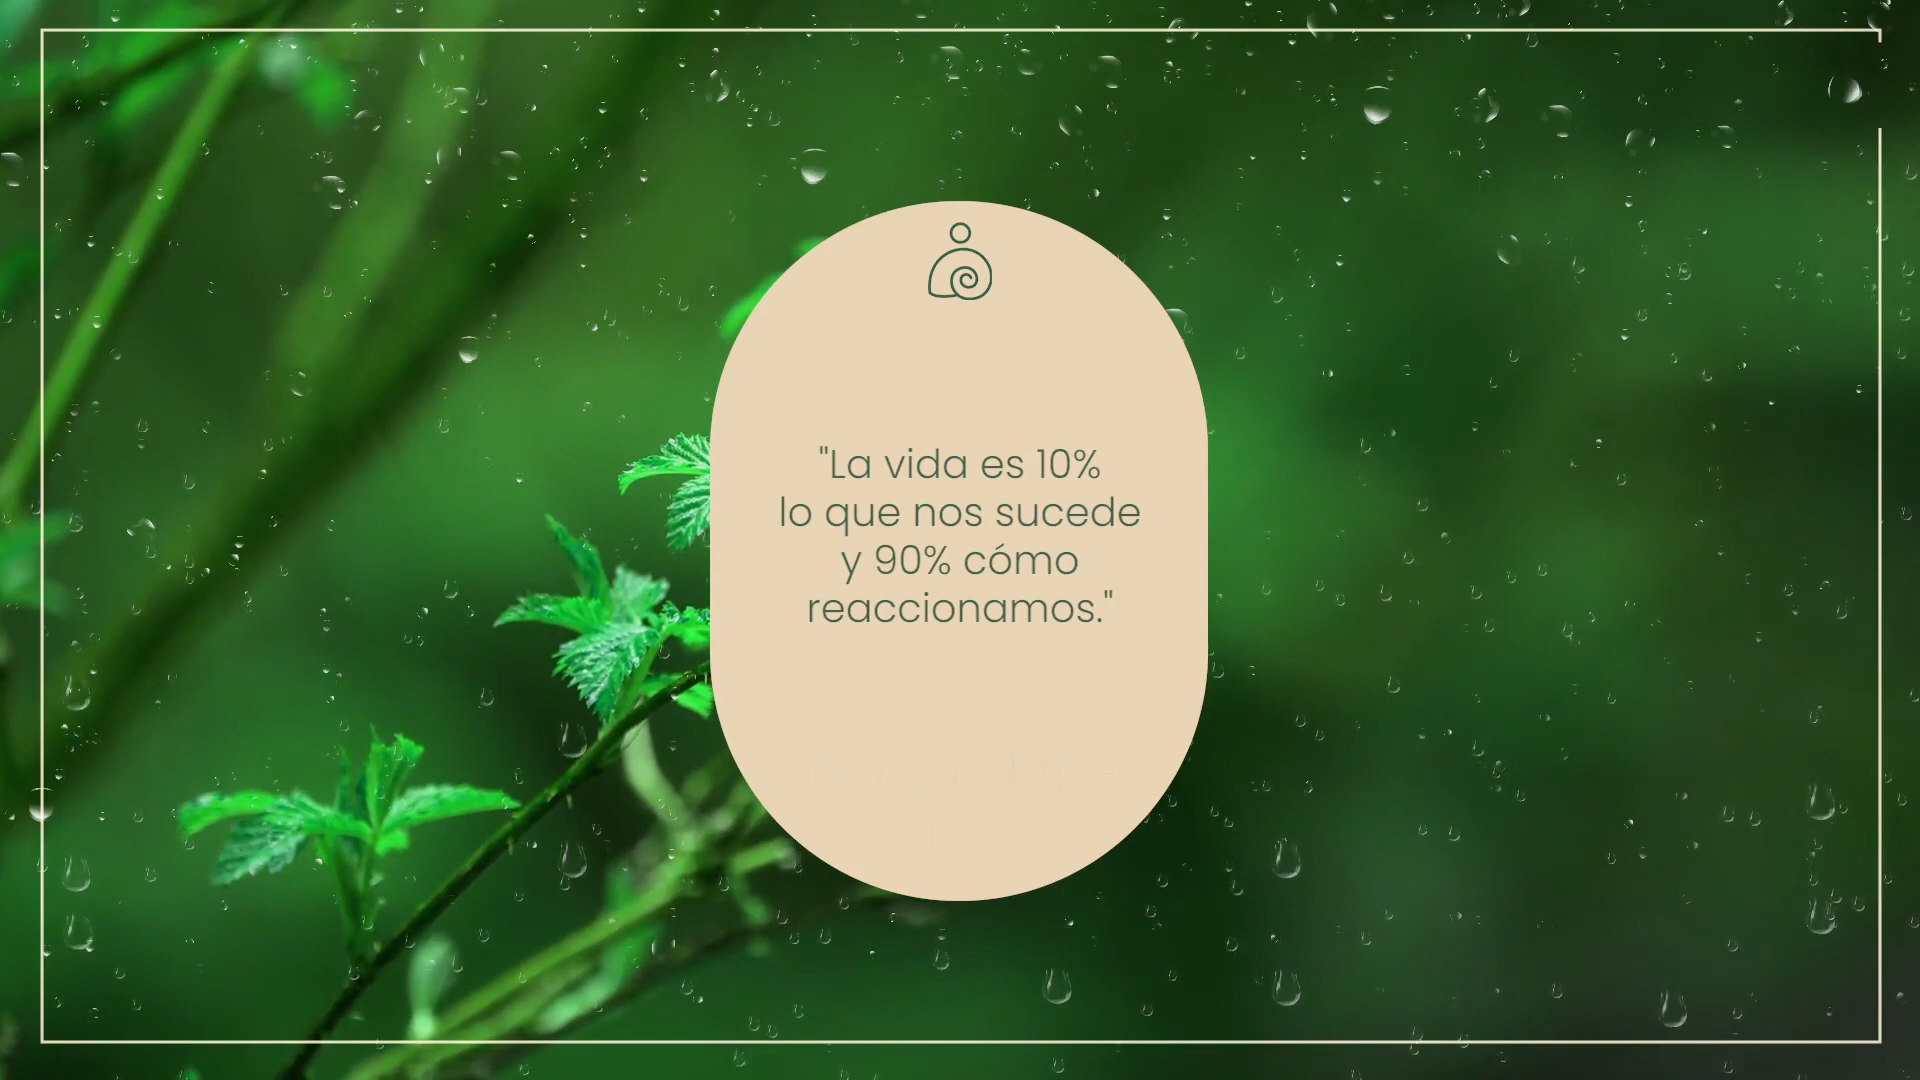 "La vida es 10%
lo que nos sucede
y 90% cómo
reaccionamos."